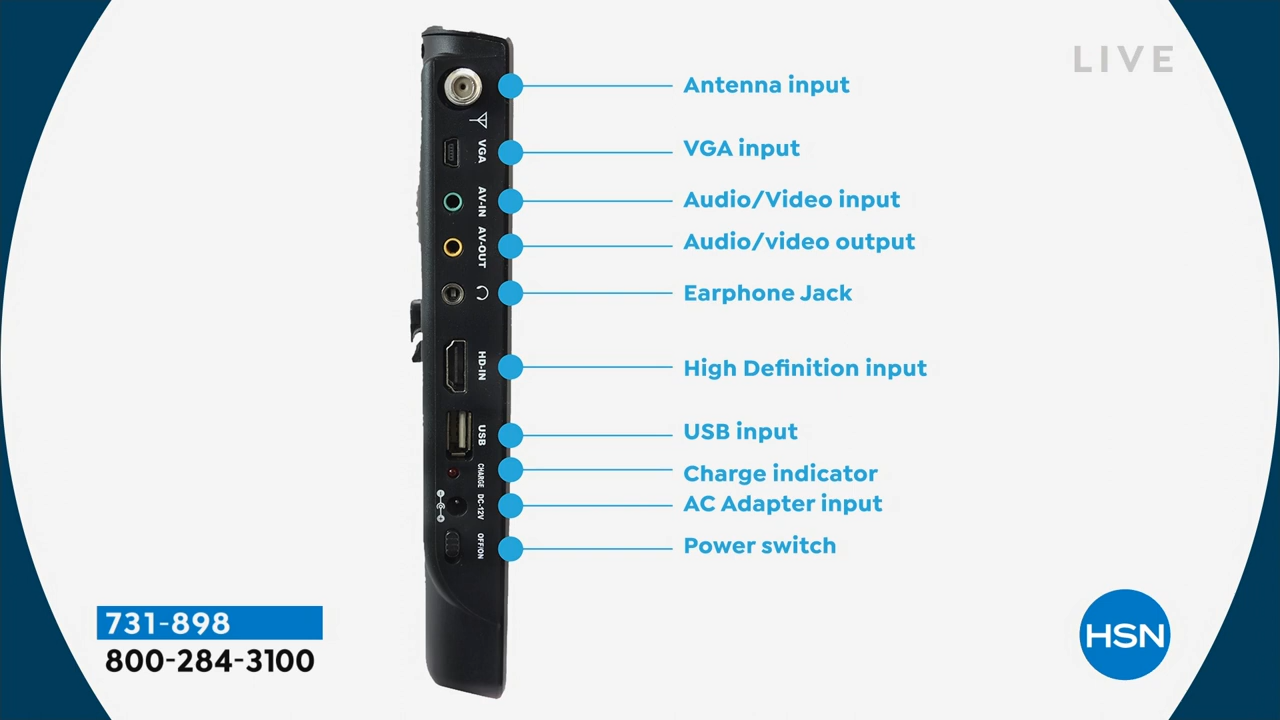 LIVE
Antenna input
VGA
VGA input
AV-IN
Audio/Video input
AV-OUT
Audio/video output
Earphone Jack
HD-IN
High Definition input
USB
USB input
CHARGE
Charge indicator
DC-12V
AC Adapter input
OFF/ON
Power switch
731-898
800-284-3100
HSN